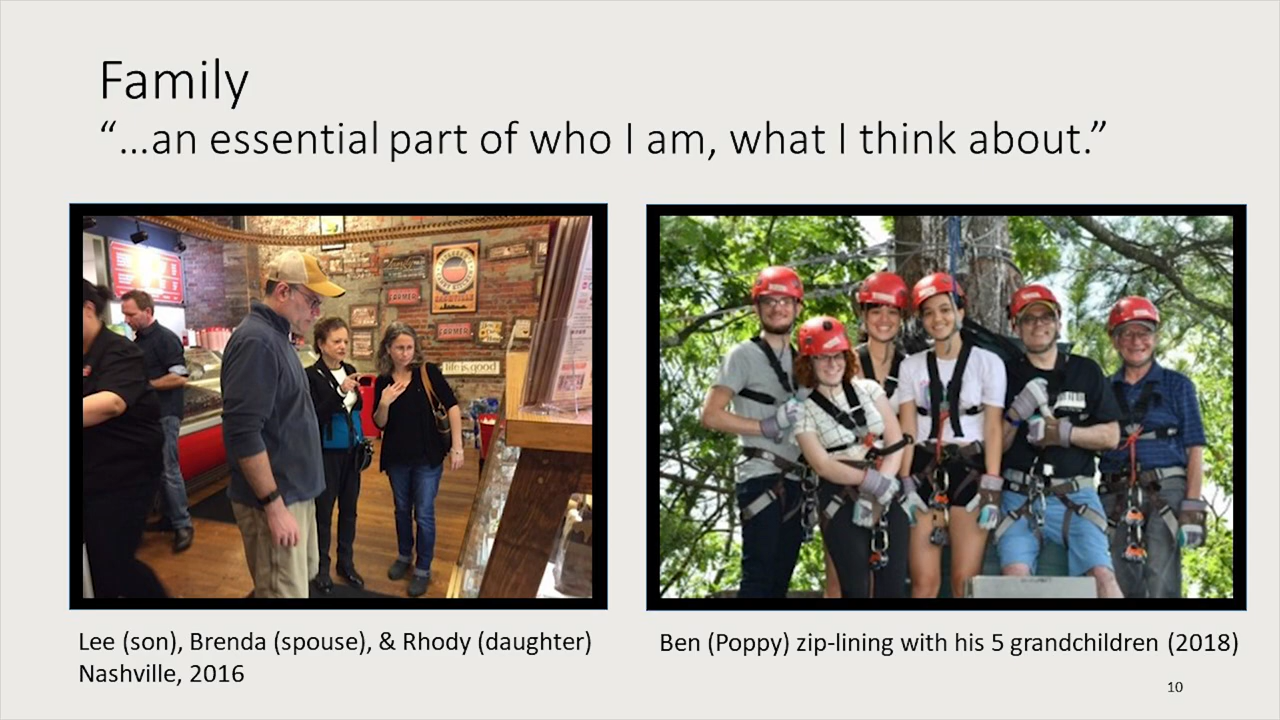 Family
“…an essential part of who I am, what I think about.”
FARMER
FARMER
life is good
Lee (son), Brenda (spouse), & Rhody (daughter)
Nashville, 2016
Ben (Poppy) zip-lining with his 5 grandchildren (2018)
10